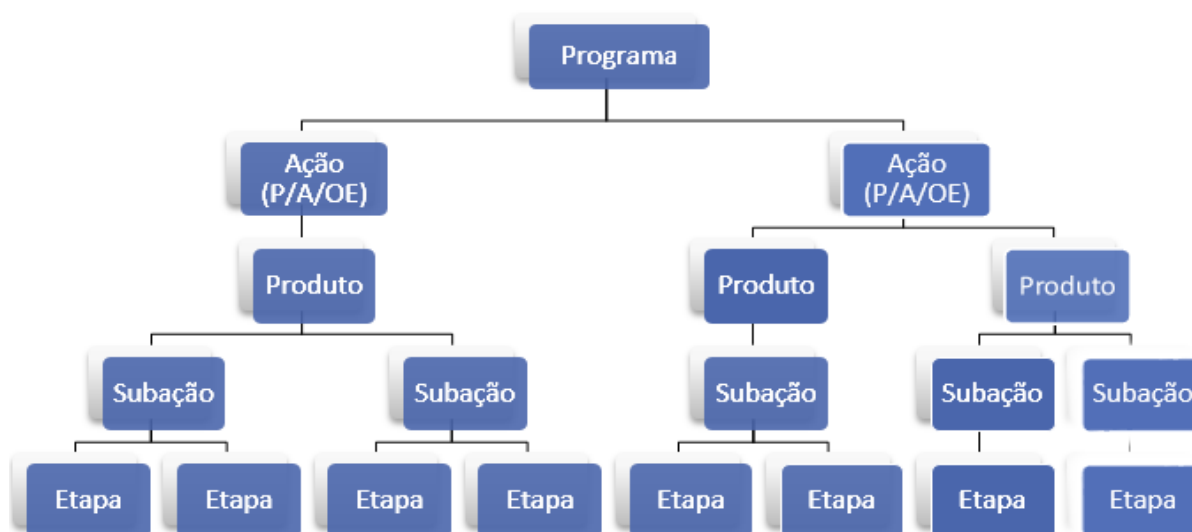 Programa
Ação
(P/A/OE)
Ação
(P/A/OE)
Produto
Produto
Produto
Subação
Subação
Subação
Subação
Subação
Etapa
Etapa
Etapa
Etapa
Etapa
Etapa
Etapa
Etapa